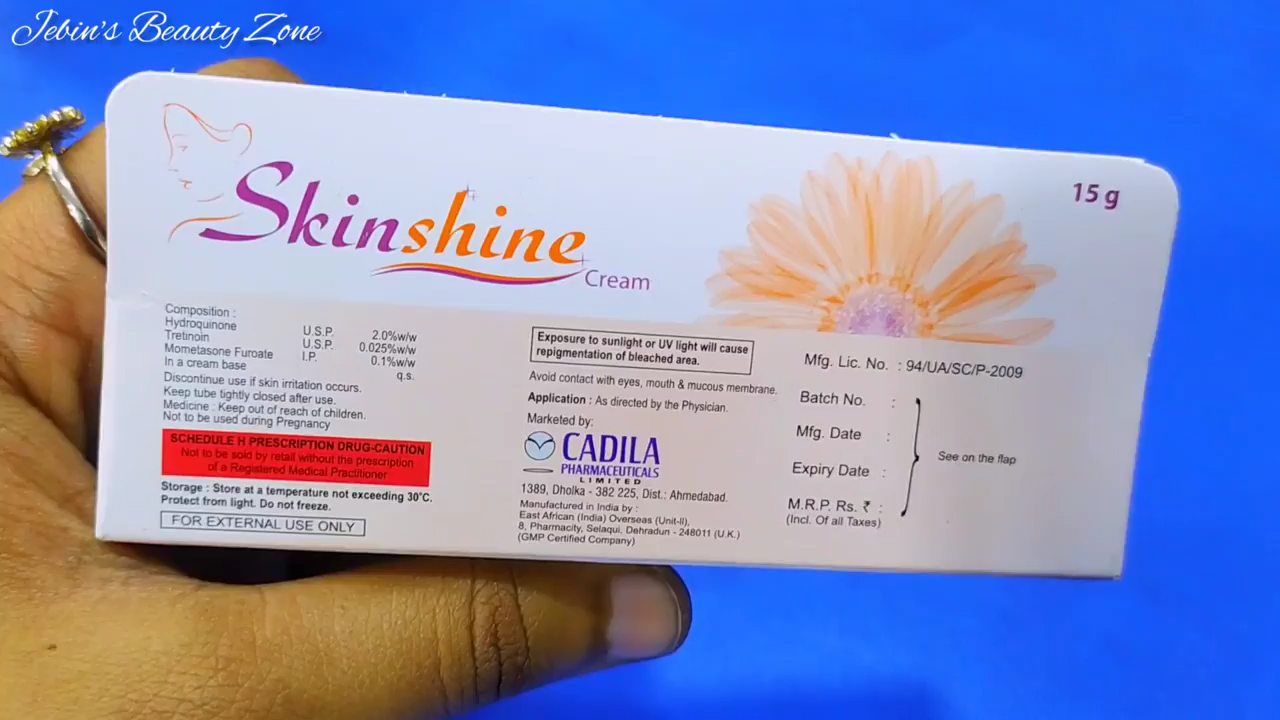 Jebin's Beauty Zone
Skinshine
Cream
15 g
Composition :
Hydroquinone U.S.P. 2.0%w/w
Tretinoin U.S.P. 0.025%w/w
Mometasone Furoate I.P. 0.1%w/w
In a cream base q.s.
Discontinue use if skin irritation occurs.
Keep tube tightly closed after use.
Medicine : Keep out of reach of children.
Not to be used during Pregnancy
SCHEDULE H PRESCRIPTION DRUG-CAUTION
Not to be sold by retail without the prescription
of a Registered Medical Practitioner
Storage : Store at a temperature not exceeding 30°C.
Protect from light. Do not freeze.
FOR EXTERNAL USE ONLY
Exposure to sunlight or UV light will cause
repigmentation of bleached area.
Avoid contact with eyes, mouth & mucous membrane.
Application : As directed by the Physician.
Marketed by:
CADILA
PHARMACEUTICALS
LIMITED
1389, Dholka - 382 225, Dist.: Ahmedabad.
Manufactured in India by :
East African (India) Overseas (Unit-II),
8, Pharmacity, Selaqui, Dehradun - 248011 (U.K.)
(GMP Certified Company)
Mfg. Lic. No. : 94/UA/SC/P-2009
Batch No. :
Mfg. Date :
Expiry Date :
M.R.P. Rs. ₹ :
(Incl. Of all Taxes)
See on the flap